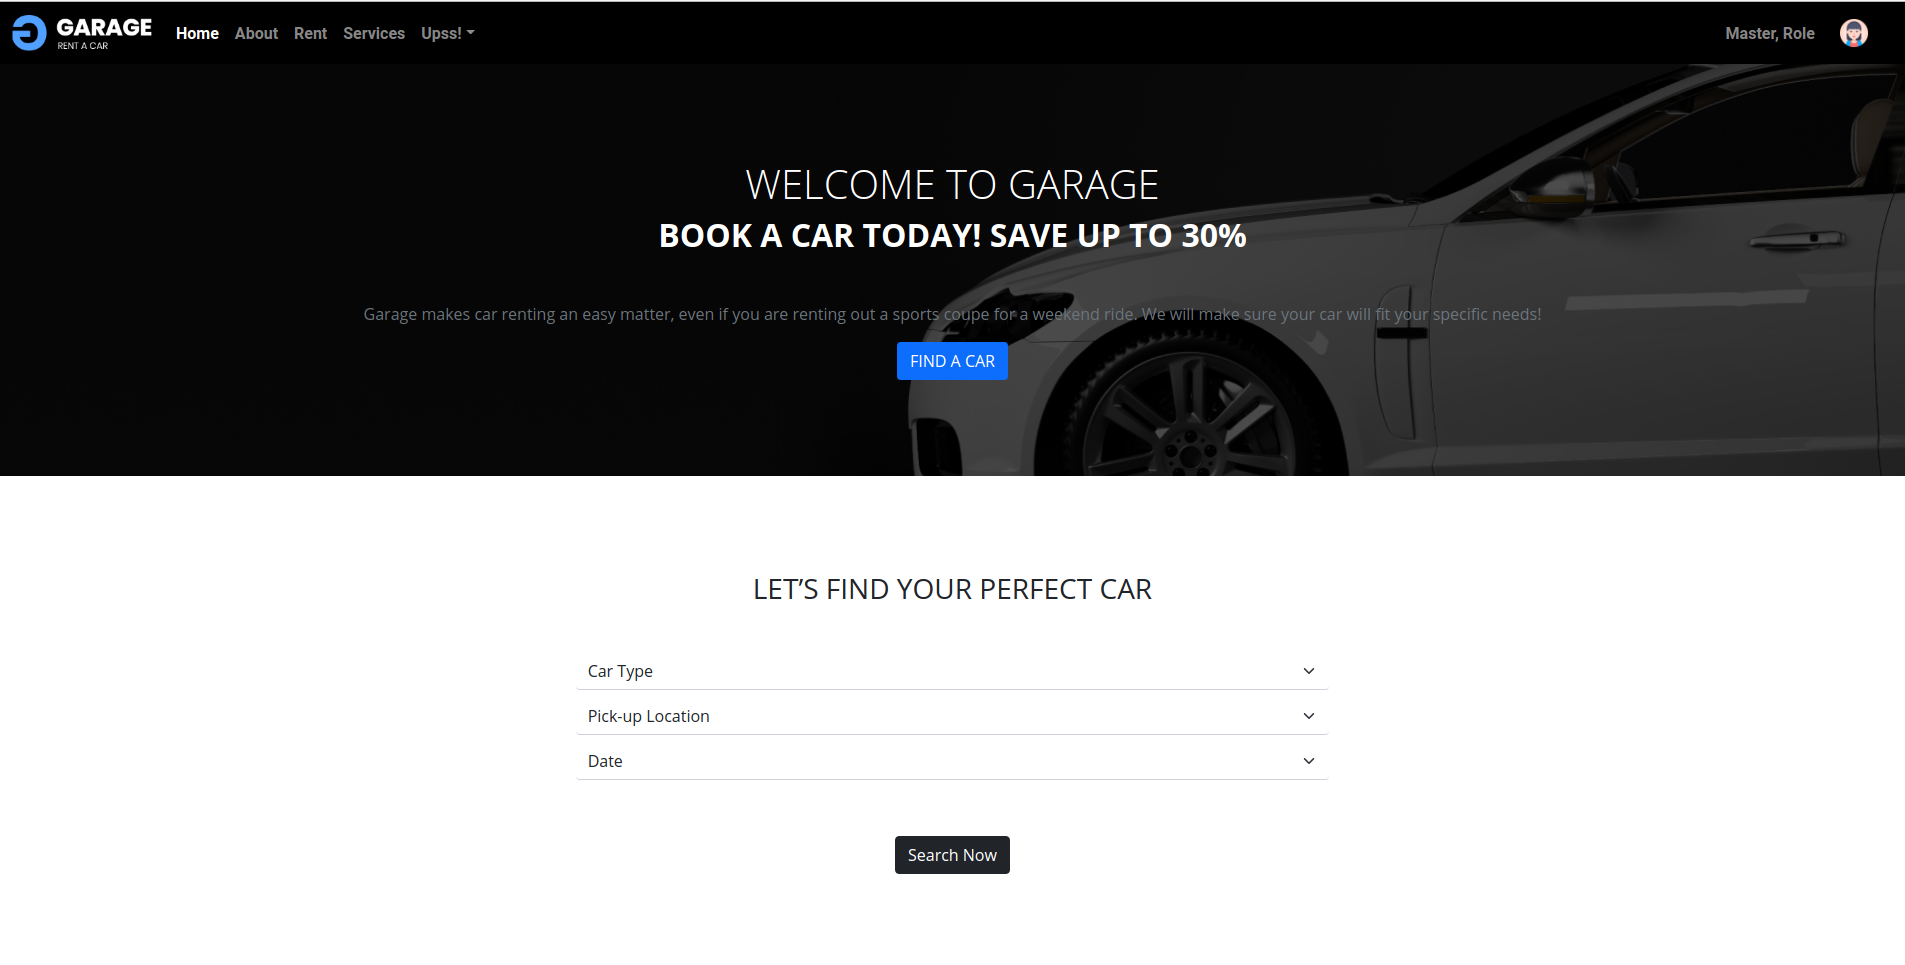 GARAGE
RENT A CAR
Home About Rent Services Upss!
Master, Role
WELCOME TO GARAGE
BOOK A CAR TODAY! SAVE UP TO 30%
Garage makes car renting an easy matter, even if you are renting out a sports coupe for a weekend ride. We will make sure your car will fit your specific needs!
FIND A CAR
LET’S FIND YOUR PERFECT CAR
Car Type
Pick-up Location
Date
Search Now